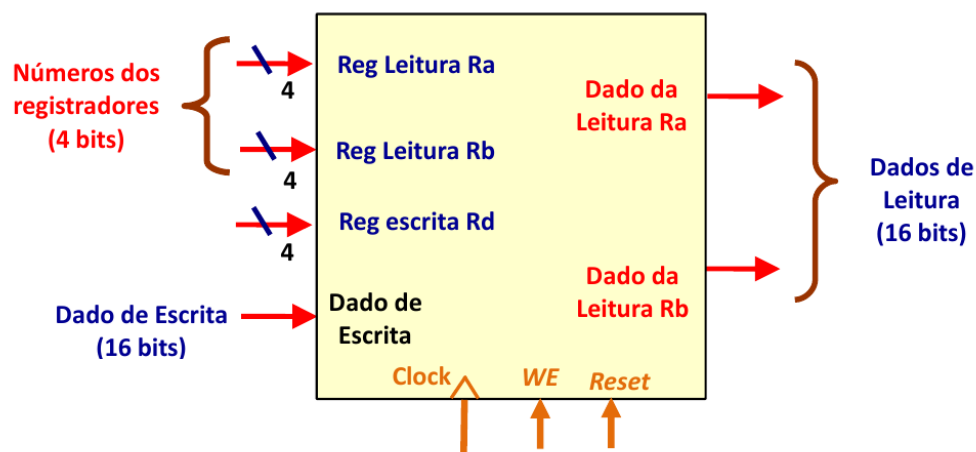 Números dos
registradores
(4 bits)
4
Reg Leitura Ra
4
Reg Leitura Rb
4
Reg escrita Rd
Dado de Escrita
(16 bits)
Dado de
Escrita
Clock
WE
Reset
Dado da
Leitura Ra
Dado da
Leitura Rb
Dados de
Leitura
(16 bits)